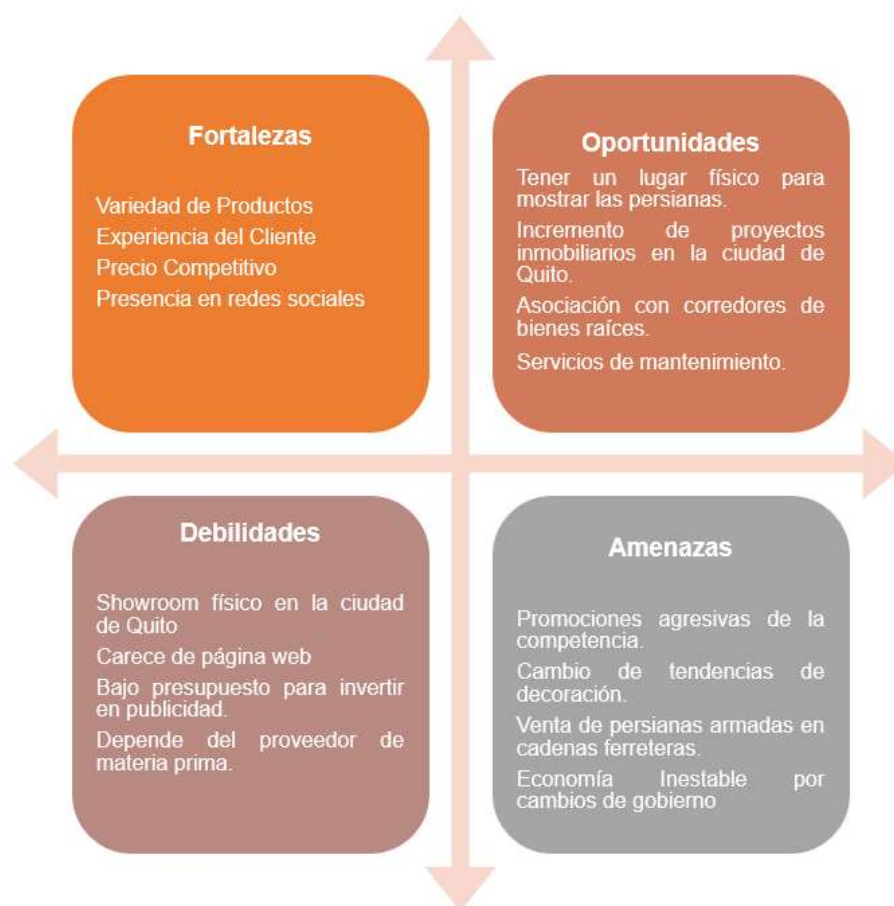 Fortalezas
Variedad de Productos
Experiencia del Cliente
Precio Competitivo
Presencia en redes sociales
Oportunidades
Tener un lugar físico para
mostrar las persianas.
Incremento de proyectos
inmobiliarios en la ciudad de
Quito.
Asociación con corredores de
bienes raíces.
Servicios de mantenimiento.
Debilidades
Showroom físico en la ciudad
de Quito
Carece de página web
Bajo presupuesto para invertir
en publicidad.
Depende del proveedor de
materia prima.
Amenazas
Promociones agresivas de la
competencia.
Cambio de tendencias de
decoración.
Venta de persianas armadas en
cadenas ferreteras.
Economía Inestable por
cambios de gobierno